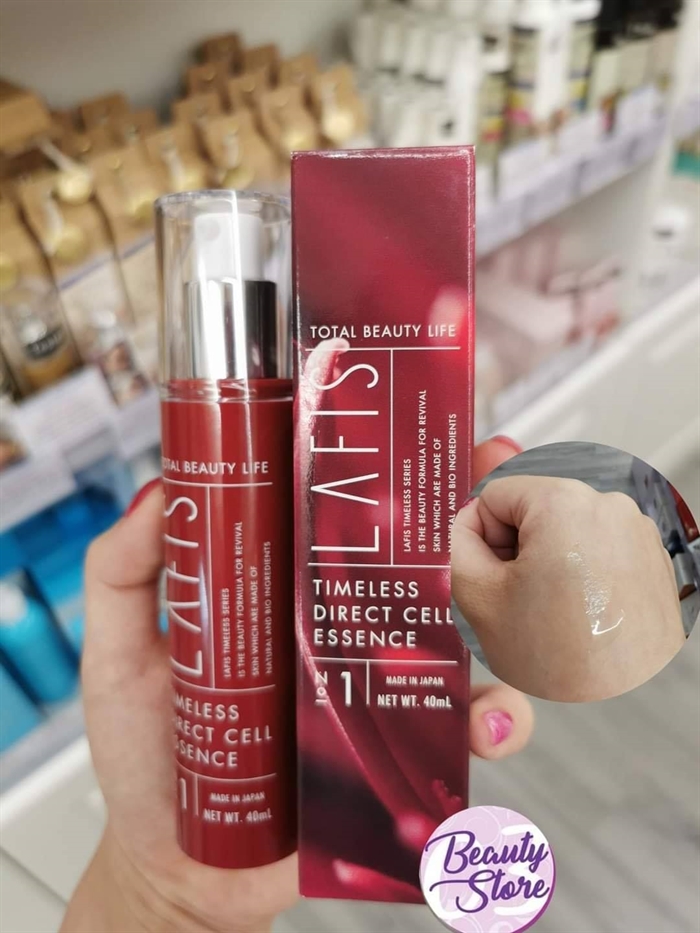 TOTAL BEAUTY LIFE
LAFIS
LAFIS TIMELESS SERIES
IS THE BEAUTY FORMULA FOR REVIVAL
SKIN WHICH ARE MADE OF
NATURAL AND BIO INGREDIENTS
TIMELESS
DIRECT CELL
ESSENCE
No 1
MADE IN JAPAN
NET WT. 40mL
TOTAL BEAUTY LIFE
LAFIS
LAFIS TIMELESS SERIES
IS THE BEAUTY FORMULA FOR REVIVAL
SKIN WHICH ARE MADE OF
NATURAL AND BIO INGREDIENTS
IMELESS
DIRECT CELL
ESSENCE
1
MADE IN JAPAN
NET WT. 40mL
Beauty
Store